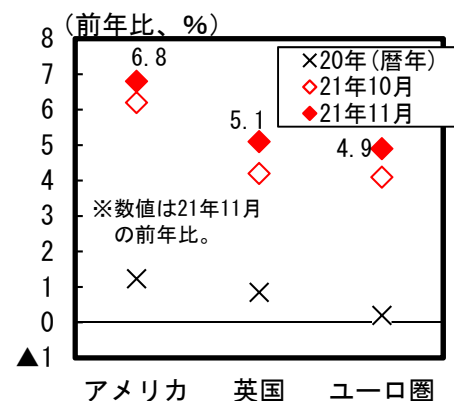 (前年比、%)
8
7
6
5
4
3
2
1
0
▲1
×20年(暦年)
◇21年10月
◆21年11月
6.8
5.1
4.9
※数値は21年11月
の前年比。
アメリカ 英国 ユーロ圏